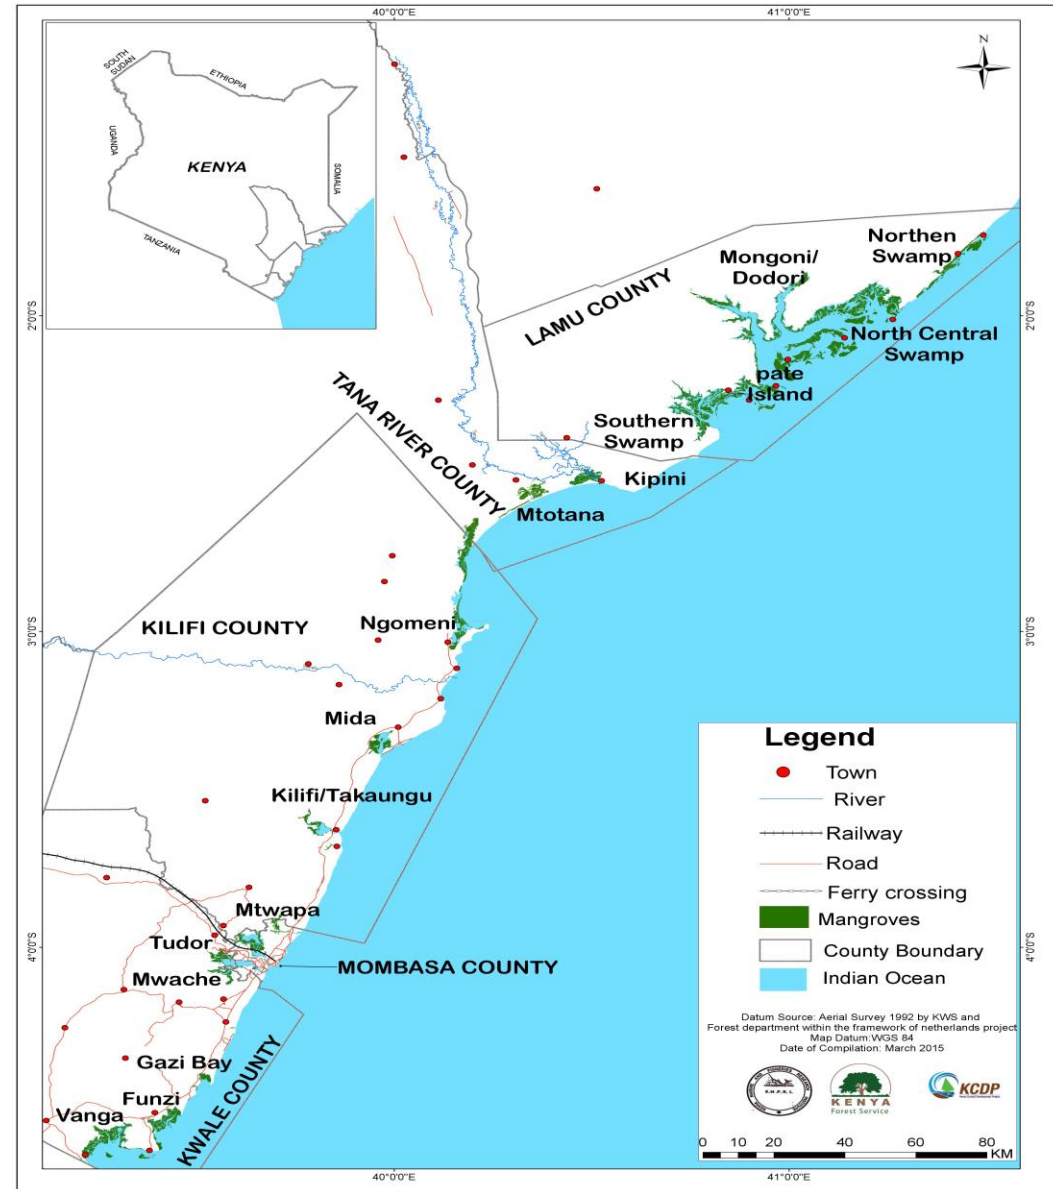 40°0'0"E
41°0'0"E
SOUTH
SUDAN
ETHIOPIA
UGANDA
KENYA
SOMALIA
TANZANIA
N
2°0'0"S
2°0'0"S
Northen
Swamp
Mongoni/
Dodori
LAMU COUNTY
North Central
Swamp
pate
Island
TANA RIVER COUNTY
Southern
Swamp
Kipini
Mtotana
3°0'0"S
3°0'0"S
KILIFI COUNTY
Ngomeni
Mida
Kilifi/Takaungu
Mtwapa
Tudor
4°0'0"S
4°0'0"S
MOMBASA COUNTY
Mwache
Gazi Bay
Funzi
Vanga
KWALE COUNTY
Legend
Town
River
Railway
Road
Ferry crossing
Mangroves
County Boundary
Indian Ocean
Datum Source: Aerial Survey 1992 by KWS and
Forest department within the framework of netherlands project
Map Datum:WGS 84
Date of Compilation: March 2015
KENYA
Forest Service
KCDP
0 10 20 40 60 80
KM
40°0'0"E
41°0'0"E